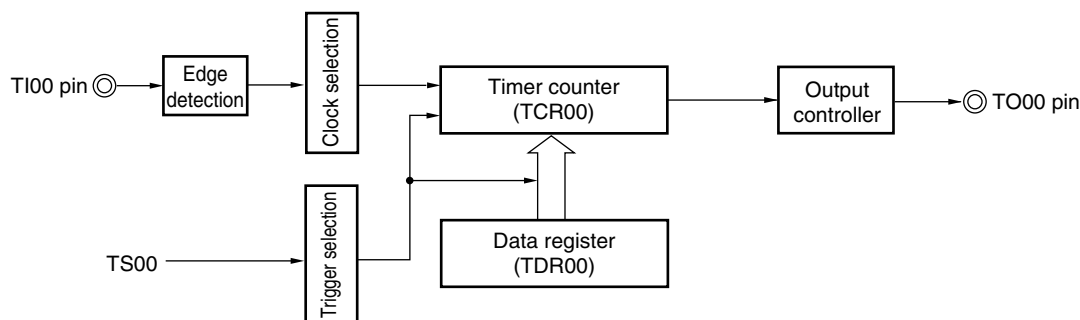 TI00 pin
Edge
detection
Clock selection
Timer counter
(TCR00)
Output
controller
TO00 pin
TS00
Trigger selection
Data register
(TDR00)